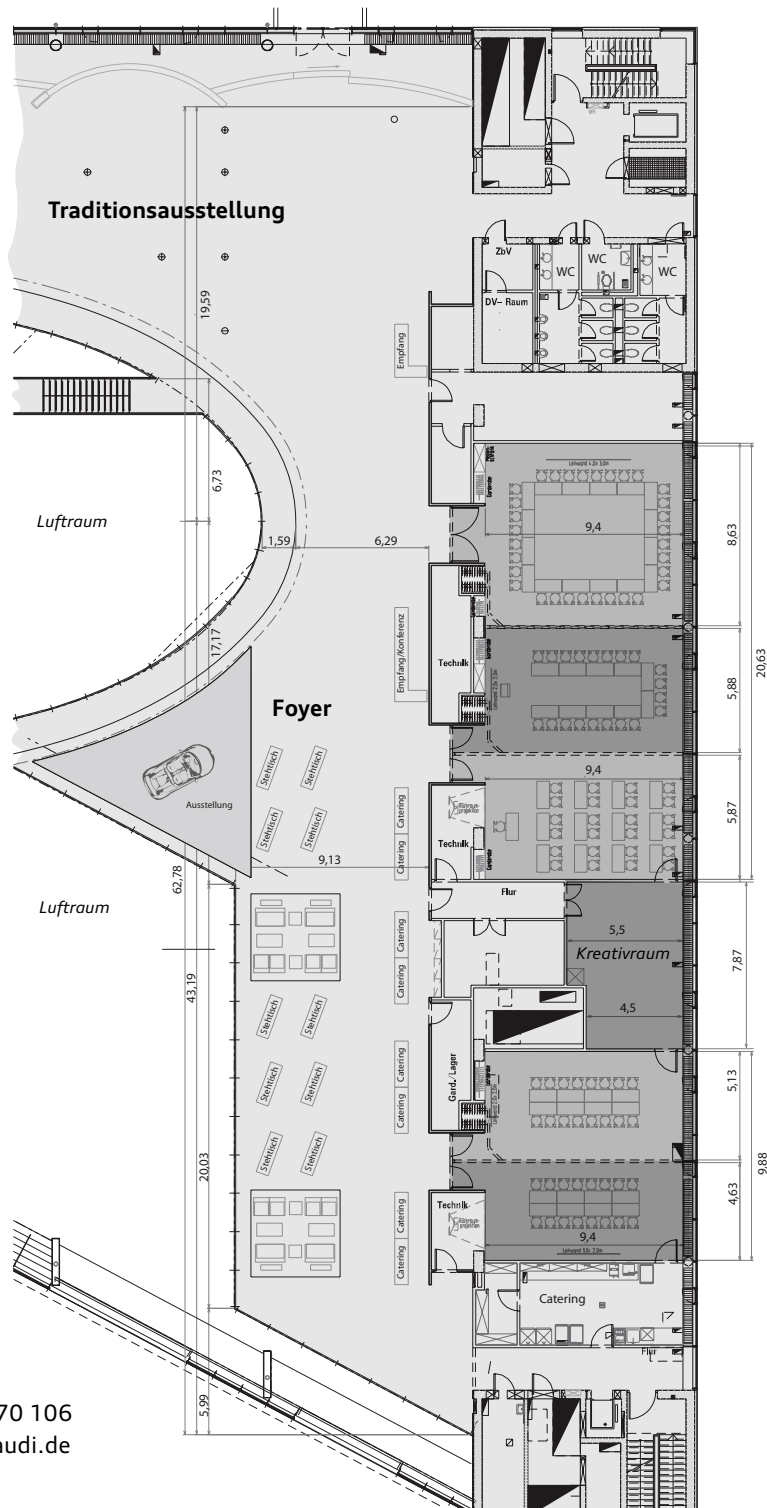 Traditionsausstellung
ZbV
WC
WC
WC
DV– Raum
19,59
Empfang
6,73
Luftraum
1,59
6,29
9,4
8,63
20,63
17,17
Empfang/Konferenz
Technik
5,88
Foyer
Stehtisch
Stehtisch
Ausstellung
Stehtisch
Stehtisch
Catering
Catering
Technik
9,4
5,87
9,13
62,78
Luftraum
Flur
Catering
Catering
5,5
Kreativraum
7,87
4,5
43,19
Stehtisch
Stehtisch
Stehtisch
Stehtisch
Catering
Catering
Gard./Lager
5,13
9.88
Stehtisch
Stehtisch
20,03
Technik
4,63
9,4
Catering
Catering
Catering
Flur
5,99
70 106
audi.de